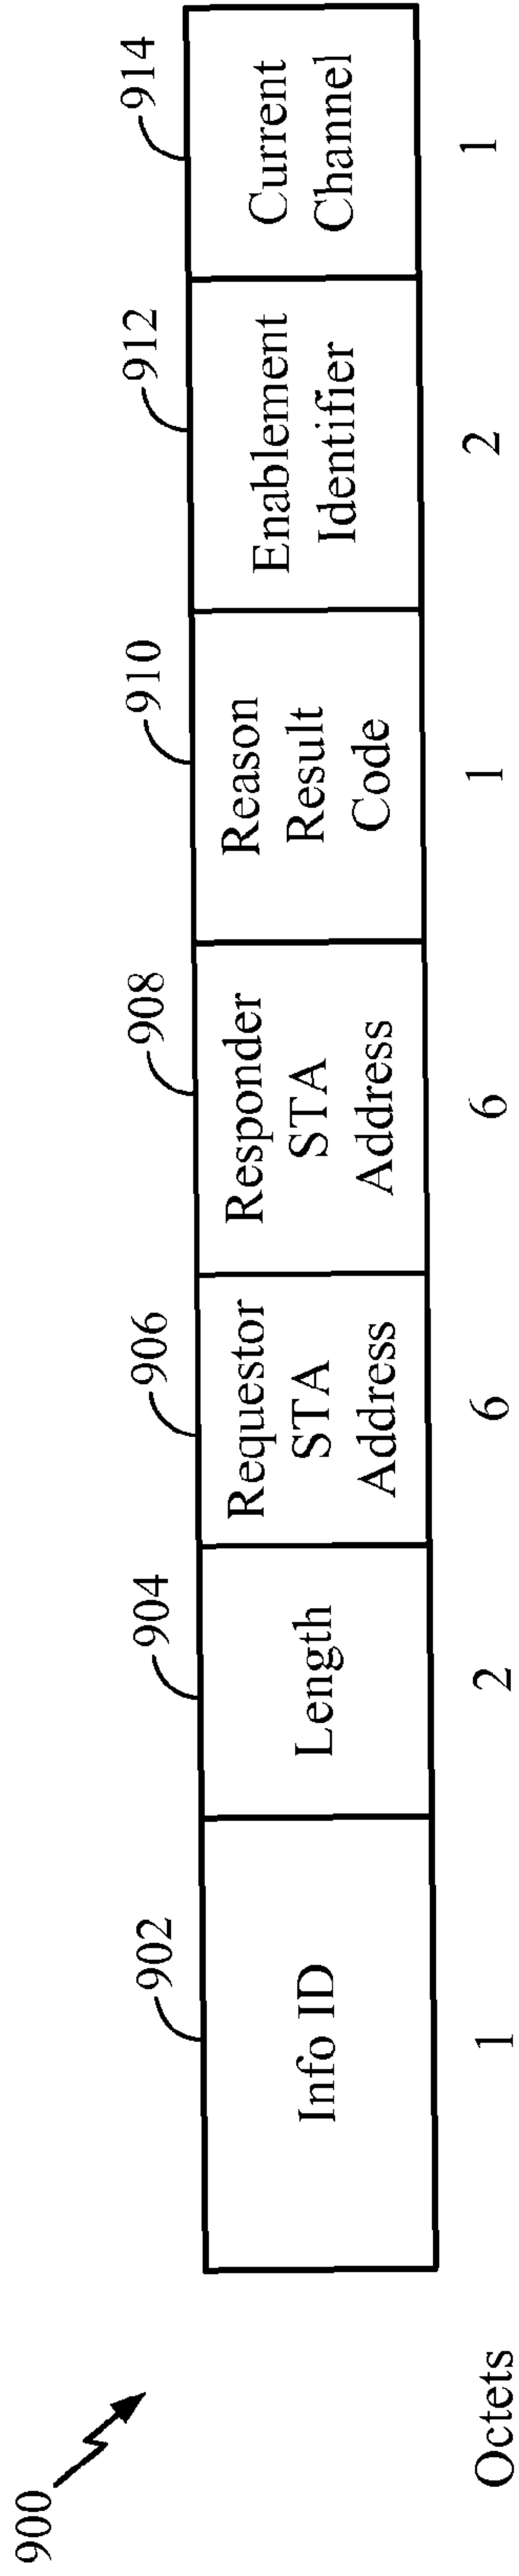 900
902
904
906
908
910
912
914
Info ID
Length
Requestor
STA
Address
Responder
STA
Address
Reason
Result
Code
Enablement
Identifier
Current
Channel
Octets
1
2
6
6
1
2
1